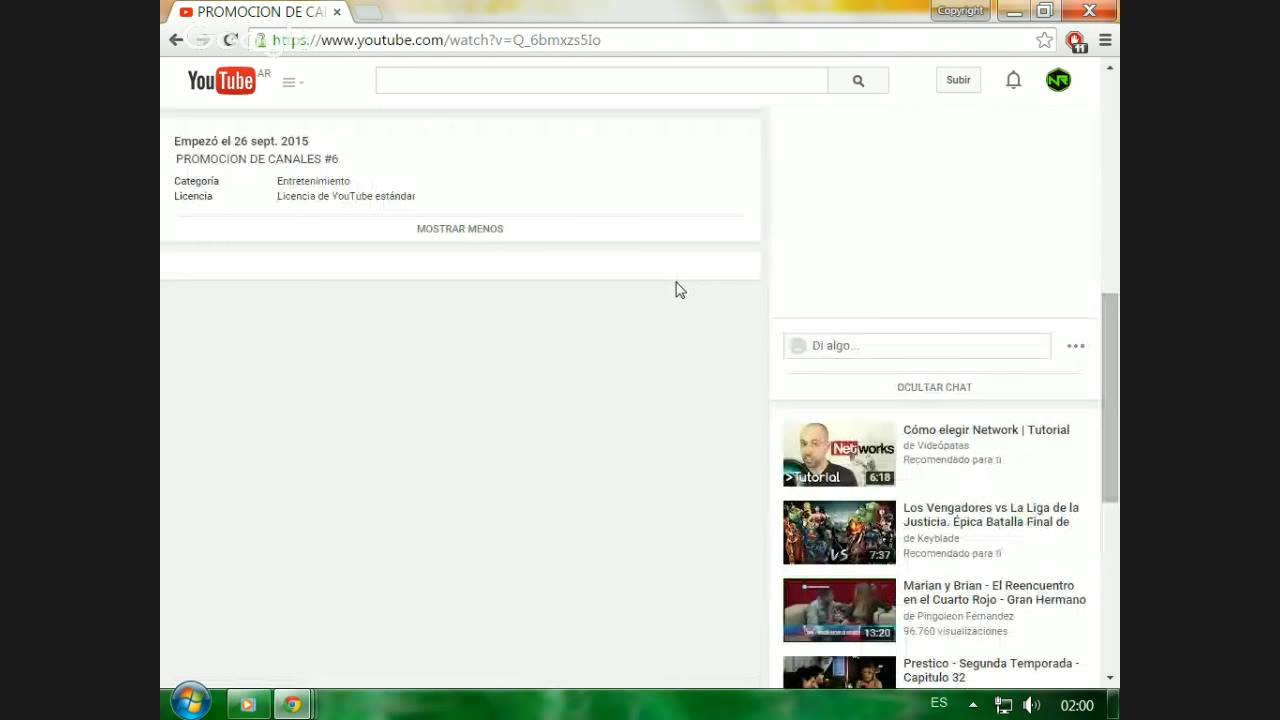 PROMOCION DE CA
Copyright
https://www.youtube.com/watch?v=Q_6bmxzs5Io
11
YouTube AR
Subir
NR
Empezó el 26 sept. 2015
PROMOCION DE CANALES #6
Categoría Entretenimiento
Licencia Licencia de YouTube estándar
MOSTRAR MENOS
Di algo...
OCULTAR CHAT
Networks
>Tutorial
6:18
Cómo elegir Network | Tutorial
de Videópatas
Recomendado para ti
VS
7:37
Los Vengadores vs La Liga de la
Justicia. Épica Batalla Final de
de Keyblade
Recomendado para ti
13:20
Marian y Brian - El Reencuentro
en el Cuarto Rojo - Gran Hermano
de Pingoleon Fernandez
96.760 visualizaciones
Prestico - Segunda Temporada -
Capitulo 32
ES
02:00